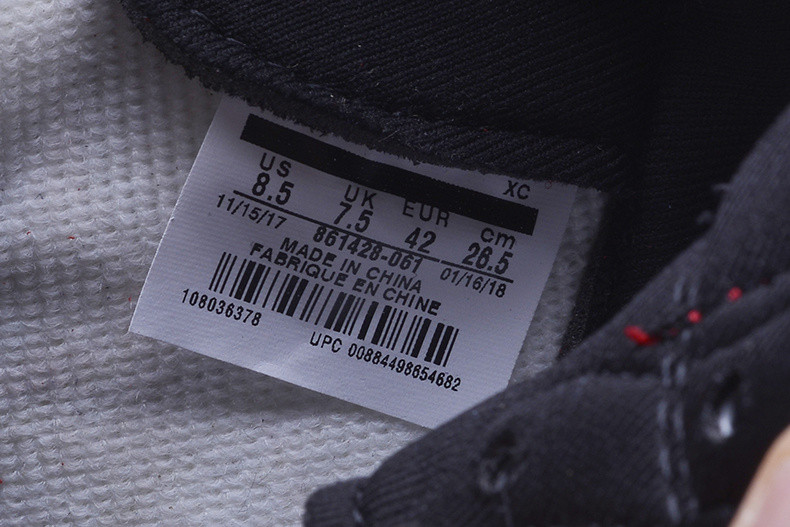 XC
US UK EUR cm
8.5 7.5 42 26.5
11/15/17 861428-061 01/16/18
MADE IN CHINA
FABRIQUE EN CHINE
108036378
UPC 00884498654682